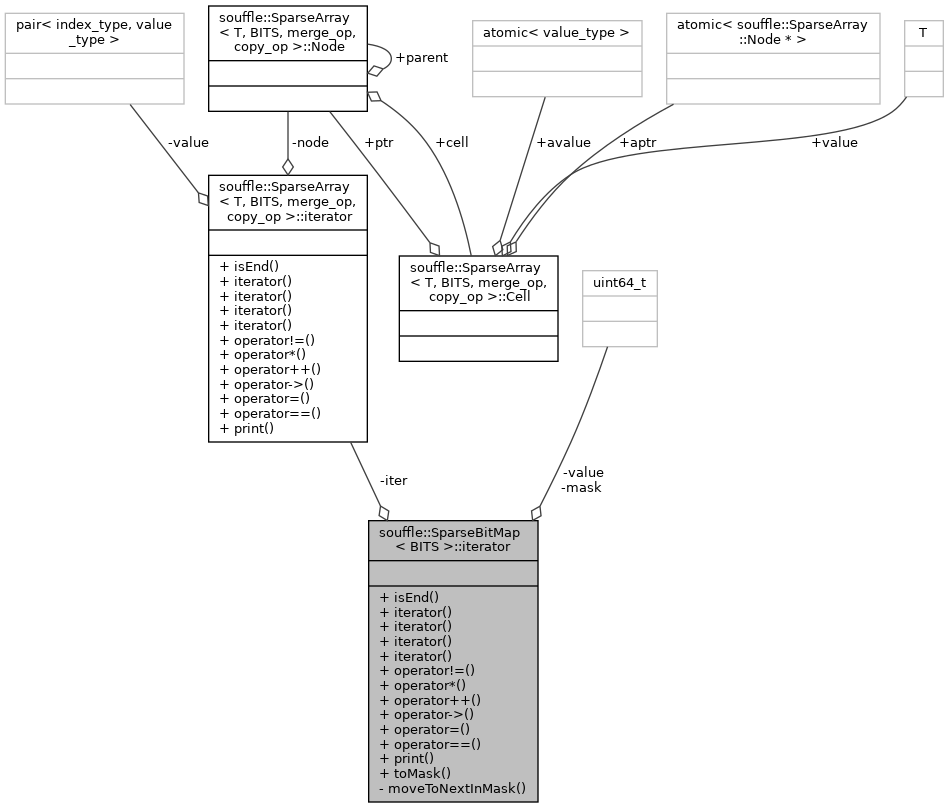 pair< index_type, value
_type >
souffle::SparseArray
< T, BITS, merge_op,
copy_op >::Node
+parent
atomic< value_type >
atomic< souffle::SparseArray
::Node * >
T
-value
-node
+ptr
+cell
+avalue
+aptr
+value
souffle::SparseArray
< T, BITS, merge_op,
copy_op >::iterator
+ isEnd()
+ iterator()
+ iterator()
+ iterator()
+ iterator()
+ operator!=()
+ operator*()
+ operator++()
+ operator->()
+ operator=()
+ operator==()
+ print()
souffle::SparseArray
< T, BITS, merge_op,
copy_op >::Cell
uint64_t
-iter
-value
-mask
souffle::SparseBitMap
< BITS >::iterator
+ isEnd()
+ iterator()
+ iterator()
+ iterator()
+ iterator()
+ operator!=()
+ operator*()
+ operator++()
+ operator->()
+ operator=()
+ operator==()
+ print()
+ toMask()
- moveToNextInMask()